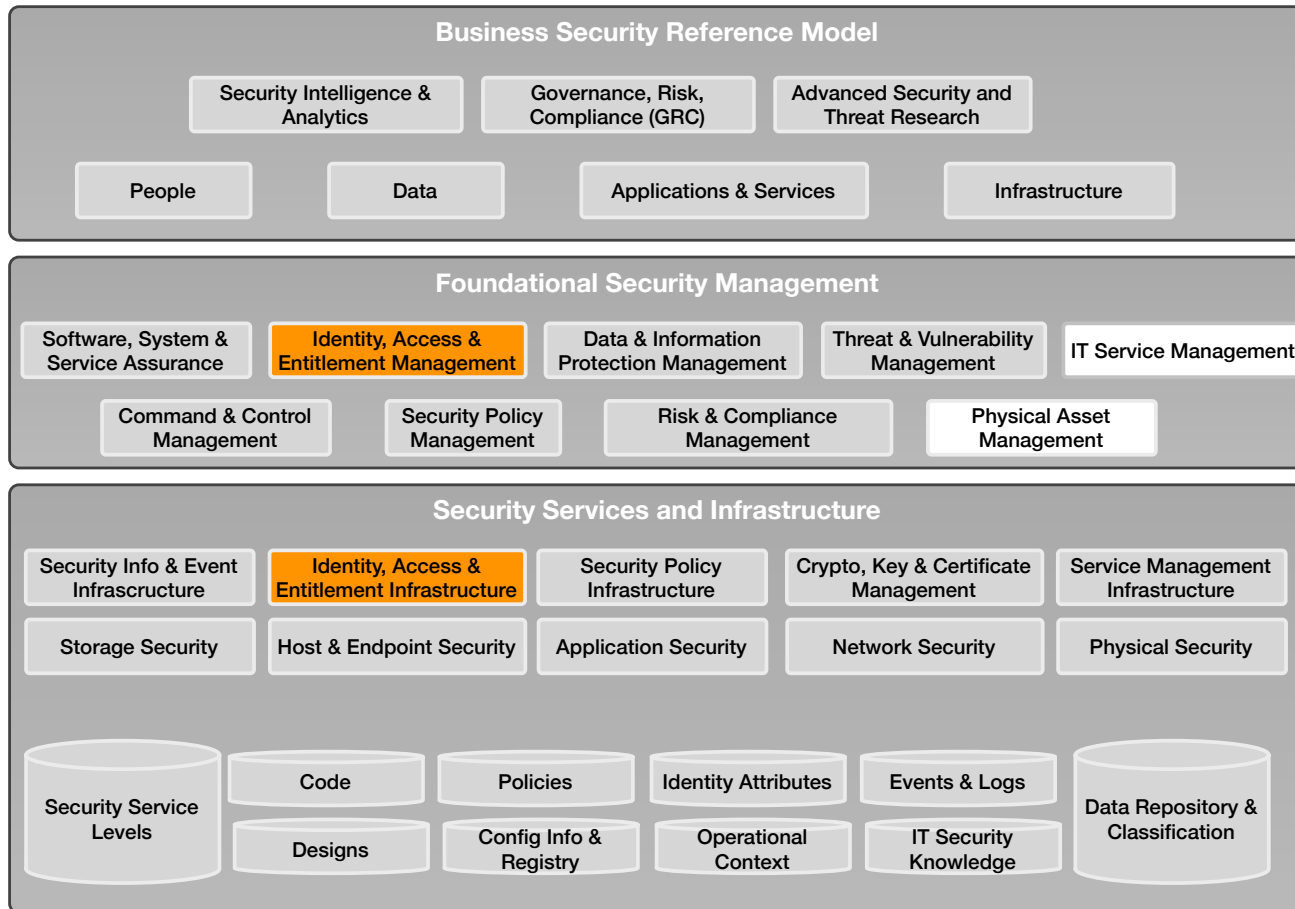 Business Security Reference Model
Security Intelligence &
Analytics
Governance, Risk,
Compliance (GRC)
Advanced Security and
Threat Research
People
Data
Applications & Services
Infrastructure
Foundational Security Management
Software, System &
Service Assurance
Identity, Access &
Entitlement Management
Data & Information
Protection Management
Threat & Vulnerability
Management
IT Service Management
Command & Control
Management
Security Policy
Management
Risk & Compliance
Management
Physical Asset
Management
Security Services and Infrastructure
Security Info & Event
Infrascructure
Identity, Access &
Entitlement Infrastructure
Security Policy
Infrastructure
Crypto, Key & Certificate
Management
Service Management
Infrastructure
Storage Security
Host & Endpoint Security
Application Security
Network Security
Physical Security
Security Service
Levels
Code
Policies
Identity Attributes
Events & Logs
Designs
Config Info &
Registry
Operational
Context
IT Security
Knowledge
Data Repository &
Classification